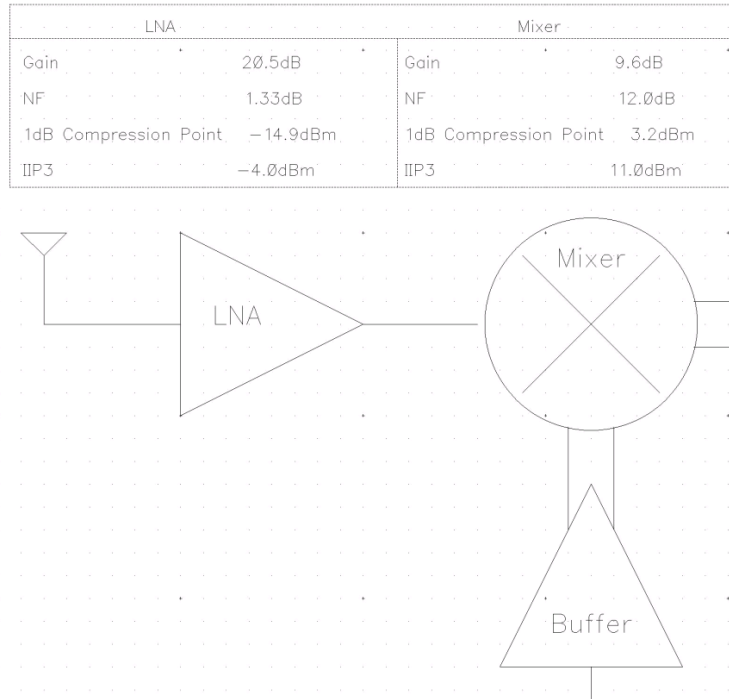 LNA Mixer
Gain 20.5dB Gain 9.6dB
NF 1.33dB NF 12.0dB
1dB Compression Point -14.9dBm 1dB Compression Point 3.2dBm
IIP3 -4.0dBm IIP3 11.0dBm
Mixer
LNA
Buffer